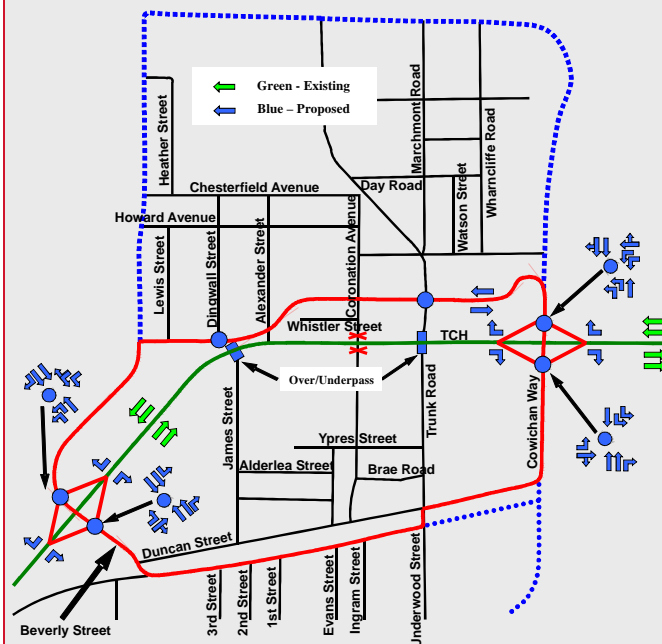 Green - Existing
Blue – Proposed
Heather Street
Marchmont Road
Wharncliffe Road
Chesterfield Avenue
Day Road
Watson Street
Howard Avenue
Lewis Street
Dingwall Street
Alexander Street
Coronation Avenue
Whistler Street
TCH
Over/Underpass
James Street
Trunk Road
Cowichan Way
Ypres Street
Alderlea Street
Brae Road
Duncan Street
Beverly Street
3rd Street
2nd Street
1st Street
Evans Street
Ingram Street
Underwood Street